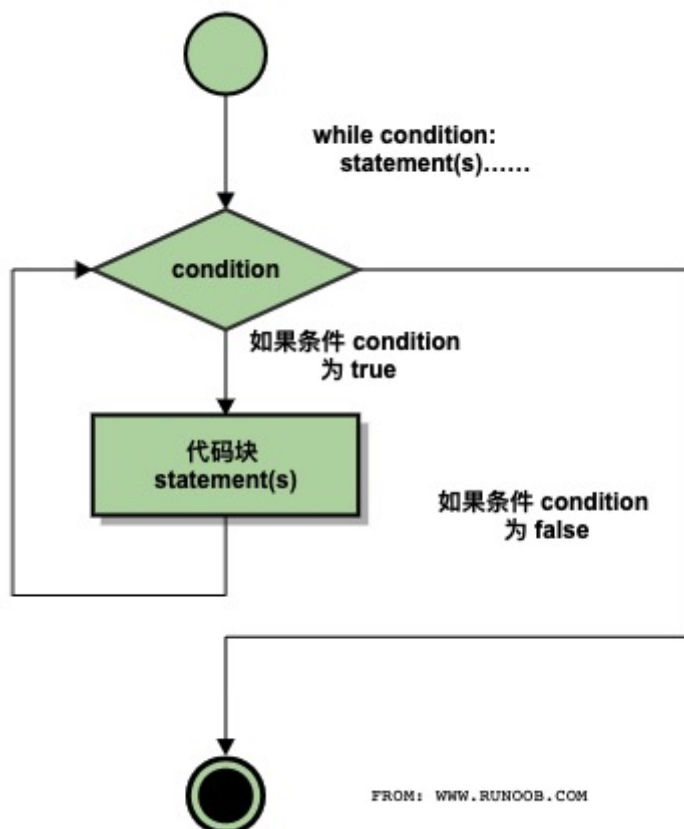 while condition:
statement(s)......
condition
如果条件 condition
为 true
代码块
statement(s)
如果条件 condition
为 false
FROM: WWW.RUNOOB.COM